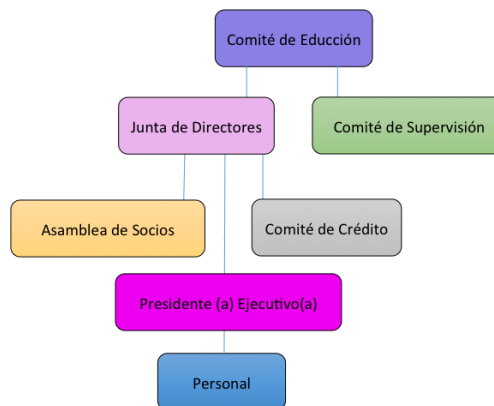 Comité de Educción
Junta de Directores
Comité de Supervisión
Asamblea de Socios
Comité de Crédito
Presidente (a) Ejecutivo(a)
Personal